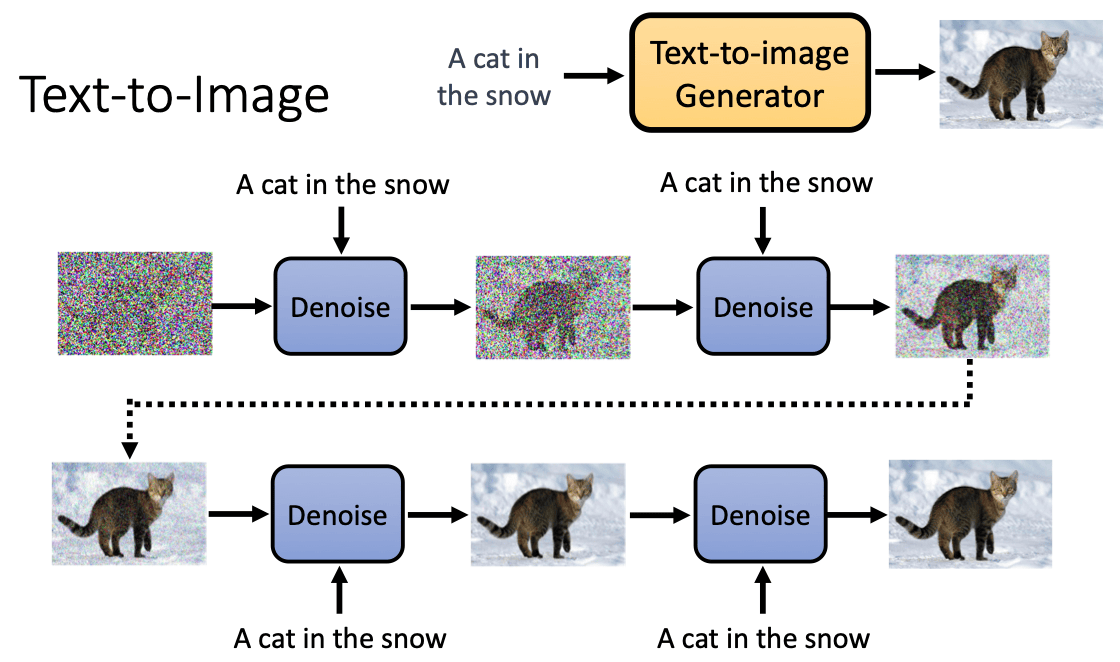 Text-to-Image
A cat in
the snow
Text-to-image
Generator
A cat in the snow
A cat in the snow
Denoise
Denoise
Denoise
Denoise
A cat in the snow
A cat in the snow